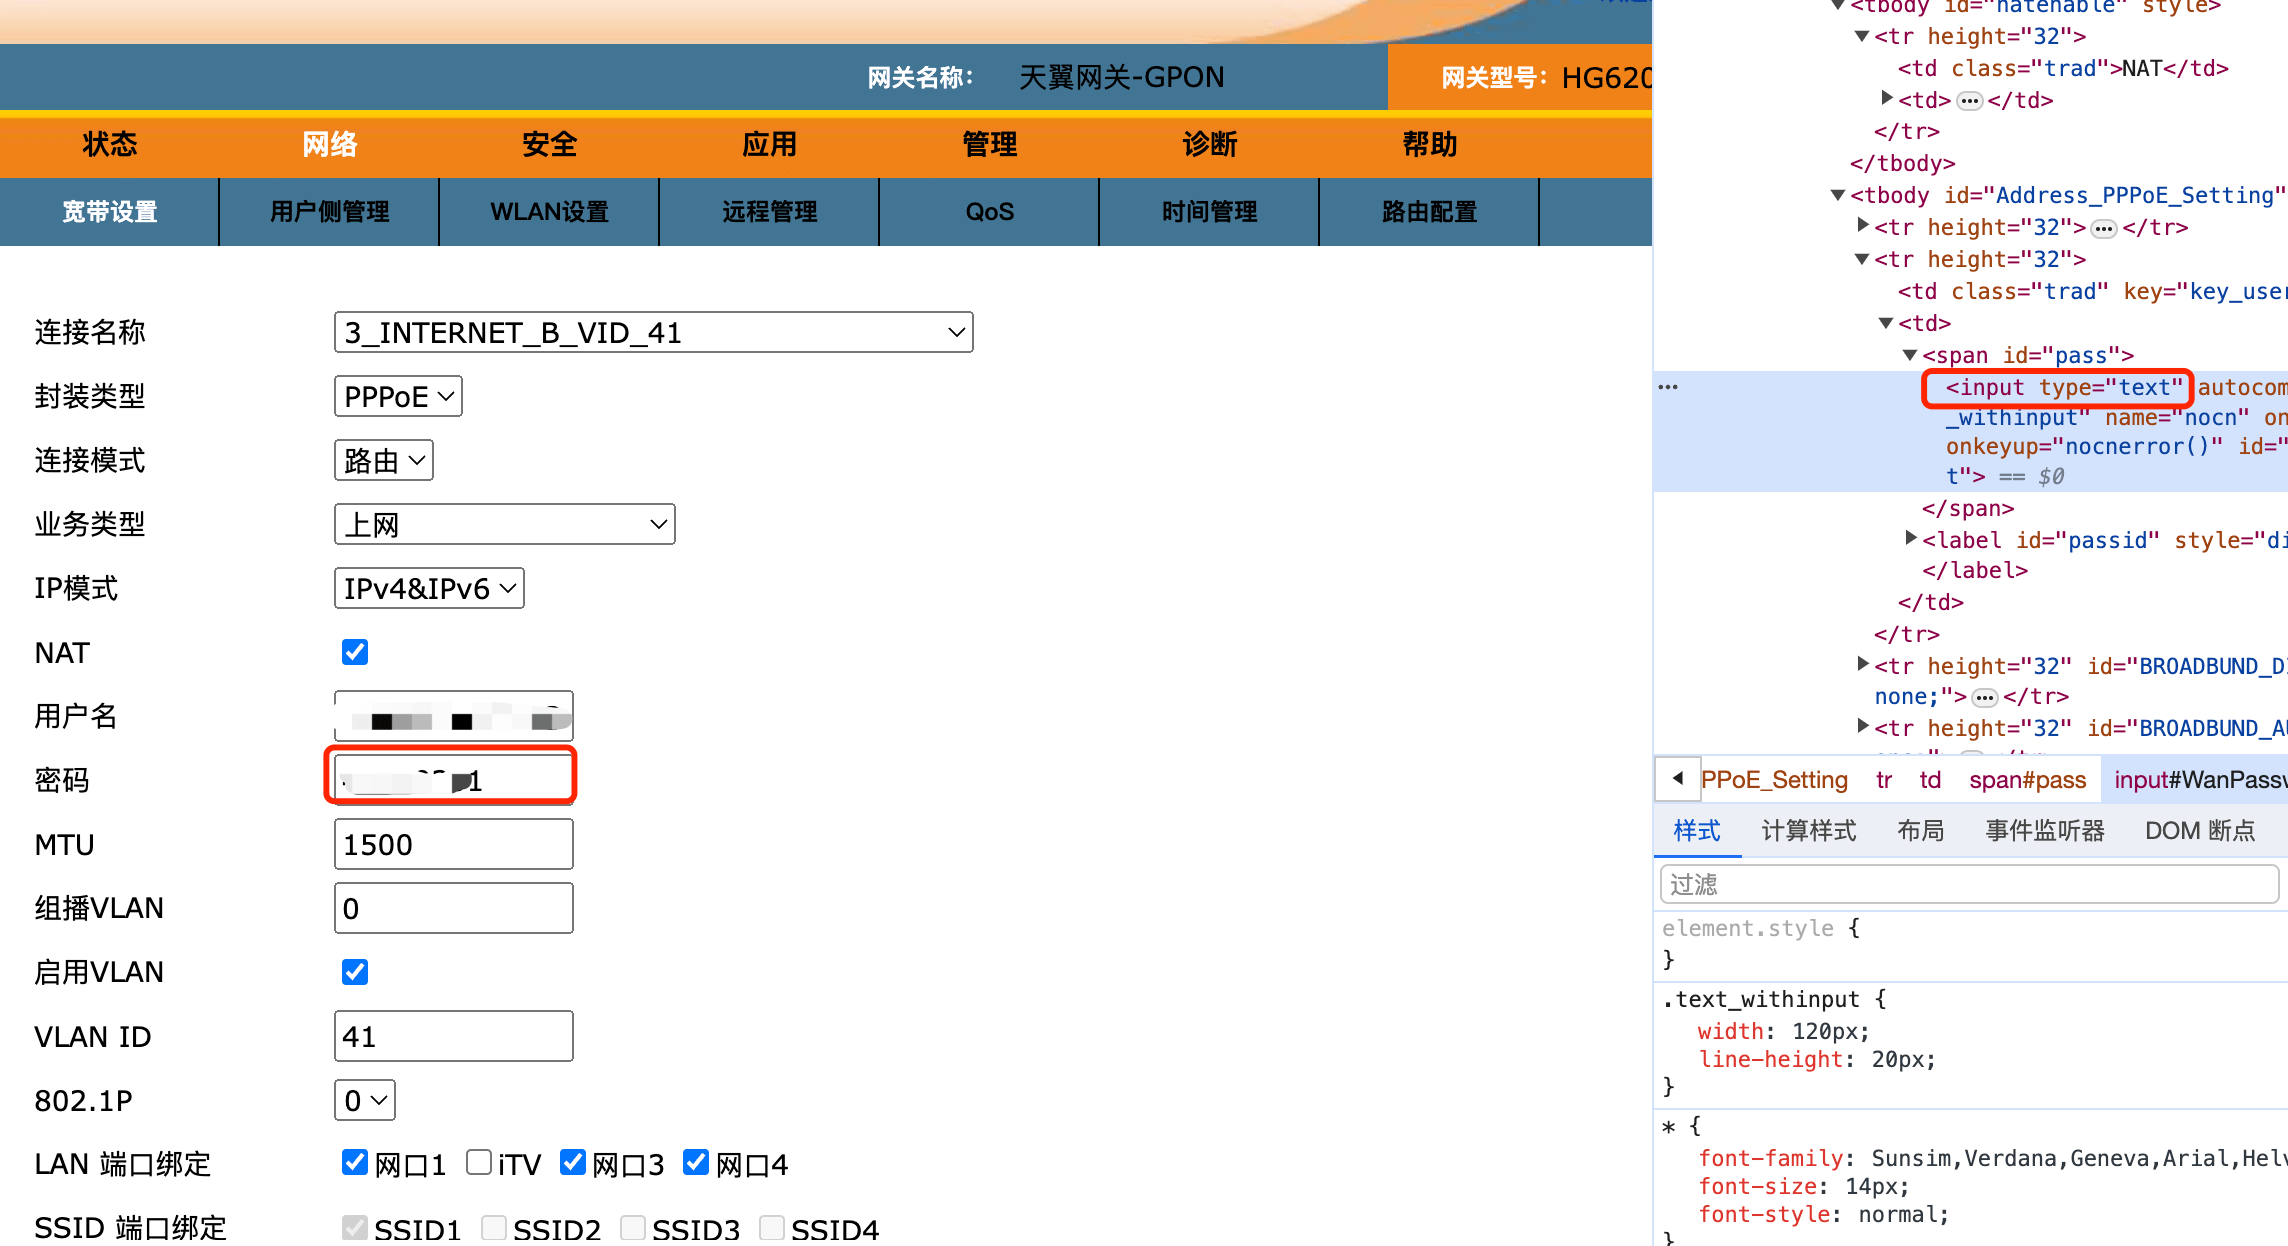 网关名称： 天翼网关-GPON 网关型号： HG620
状态 网络 安全 应用 管理 诊断 帮助
宽带设置 用户侧管理 WLAN设置 远程管理 QoS 时间管理 路由配置
连接名称 3_INTERNET_B_VID_41
封装类型 PPPoE
连接模式 路由
业务类型 上网
IP模式 IPv4&IPv6
NAT
用户名
密码 1
MTU 1500
组播VLAN 0
启用VLAN
VLAN ID 41
802.1P 0
LAN 端口绑定 网口1 iTV 网口3 网口4
SSID 端口绑定 SSID1 SSID2 SSID3 SSID4
<tbody id="natenable" style>
<tr height="32">
<td class="trad">NAT</td>
<td>…</td>
</tr>
</tbody>
<tbody id="Address_PPPoE_Setting"
<tr height="32">…</tr>
<tr height="32">
<td class="trad" key="key_user
<td>
<span id="pass">
… <input type="text" autocom
_withinput" name="nocn" on
onkeyup="nocnerror()" id="
t"> == $0
</span>
<label id="passid" style="di
</label>
</td>
</tr>
<tr height="32" id="BROADBUND_DI
none;">…</tr>
<tr height="32" id="BROADBUND_AU
PPoE_Setting tr td span#pass input#WanPassw
样式 计算样式 布局 事件监听器 DOM 断点
过滤
element.style {
}
.text_withinput {
width: 120px;
line-height: 20px;
}
* {
font-family: Sunsim,Verdana,Geneva,Arial,Helv
font-size: 14px;
font-style: normal;
}